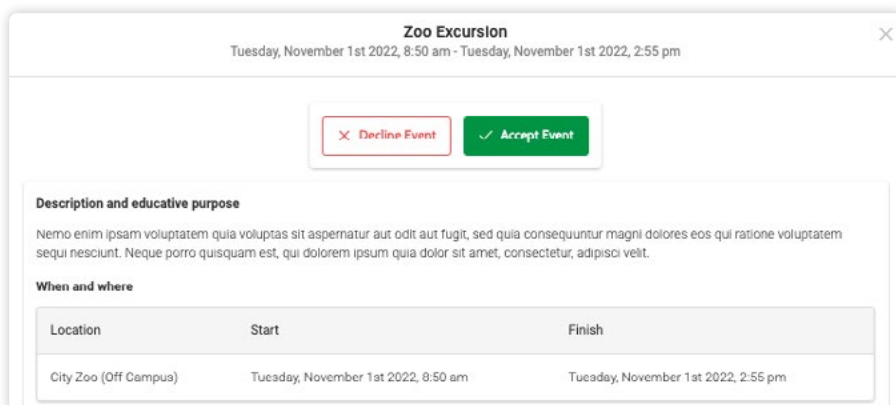 Zoo Excursion
Tuesday, November 1st 2022, 8:50 am - Tuesday, November 1st 2022, 2:55 pm
Decline Event
Accept Event
Description and educative purpose
Nemo enim ipsam voluptatem quia voluptas sit aspernatur aut odit aut fugit, sed quia consequuntur magni dolores eos qui ratione voluptatem
sequi nesciunt. Neque porro quisquam est, qui dolorem ipsum quia dolor sit amet, consectetur, adipisci velit.
When and where
Location Start Finish
City Zoo (Off Campus) Tuesday, November 1st 2022, 8:50 am Tuesday, November 1st 2022, 2:55 pm